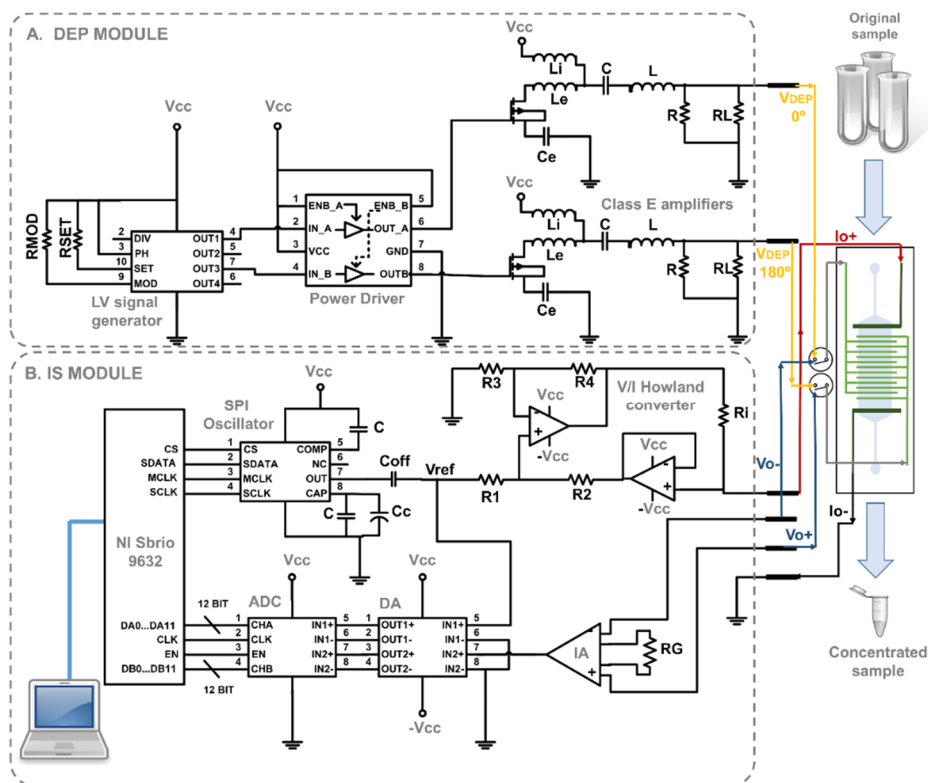 A. DEP MODULE
Original
sample
Vcc
Li
C
L
Le
R
RL
Ce
VDEP
0º
Vcc
Vcc
RMOD
RSET
2
3
10
9
DIV
PH
SET
MOD
OUT1
OUT2
OUT3
OUT4
4
5
7
6
LV signal
generator
1
2
3
4
ENB_A
IN_A
VCC
IN_B
ENB_B
OUT_A
GND
OUTB
5
6
7
8
Power Driver
Vcc
Li
Class E amplifiers
C
L
Le
R
RL
Ce
VDEP
180º
Io+
B. IS MODULE
NI Sbrio
9632
CS
SDATA
MCLK
SCLK
SPI
Oscillator
Vcc
1
2
3
4
CS
SDATA
MCLK
SCLK
COMP
NC
OUT
CAP
5
6
7
8
C
C
Cc
Coff
Vref
R3
R4
V/I Howland
converter
Vcc
-Vcc
R1
R2
Vcc
-Vcc
Ri
Vo-
Io-
Vo+
DA0...DA11
CLK
EN
DB0...DB11
12 BIT
12 BIT
ADC
Vcc
1
2
3
4
CHA
CLK
EN
CHB
IN1+
IN1-
IN2+
IN2-
5
6
7
8
DA
Vcc
1
2
3
4
OUT1+
OUT1-
OUT2+
OUT2-
IN1+
IN1-
IN2+
IN2-
5
6
7
8
-Vcc
IA
RG
Concentrated
sample